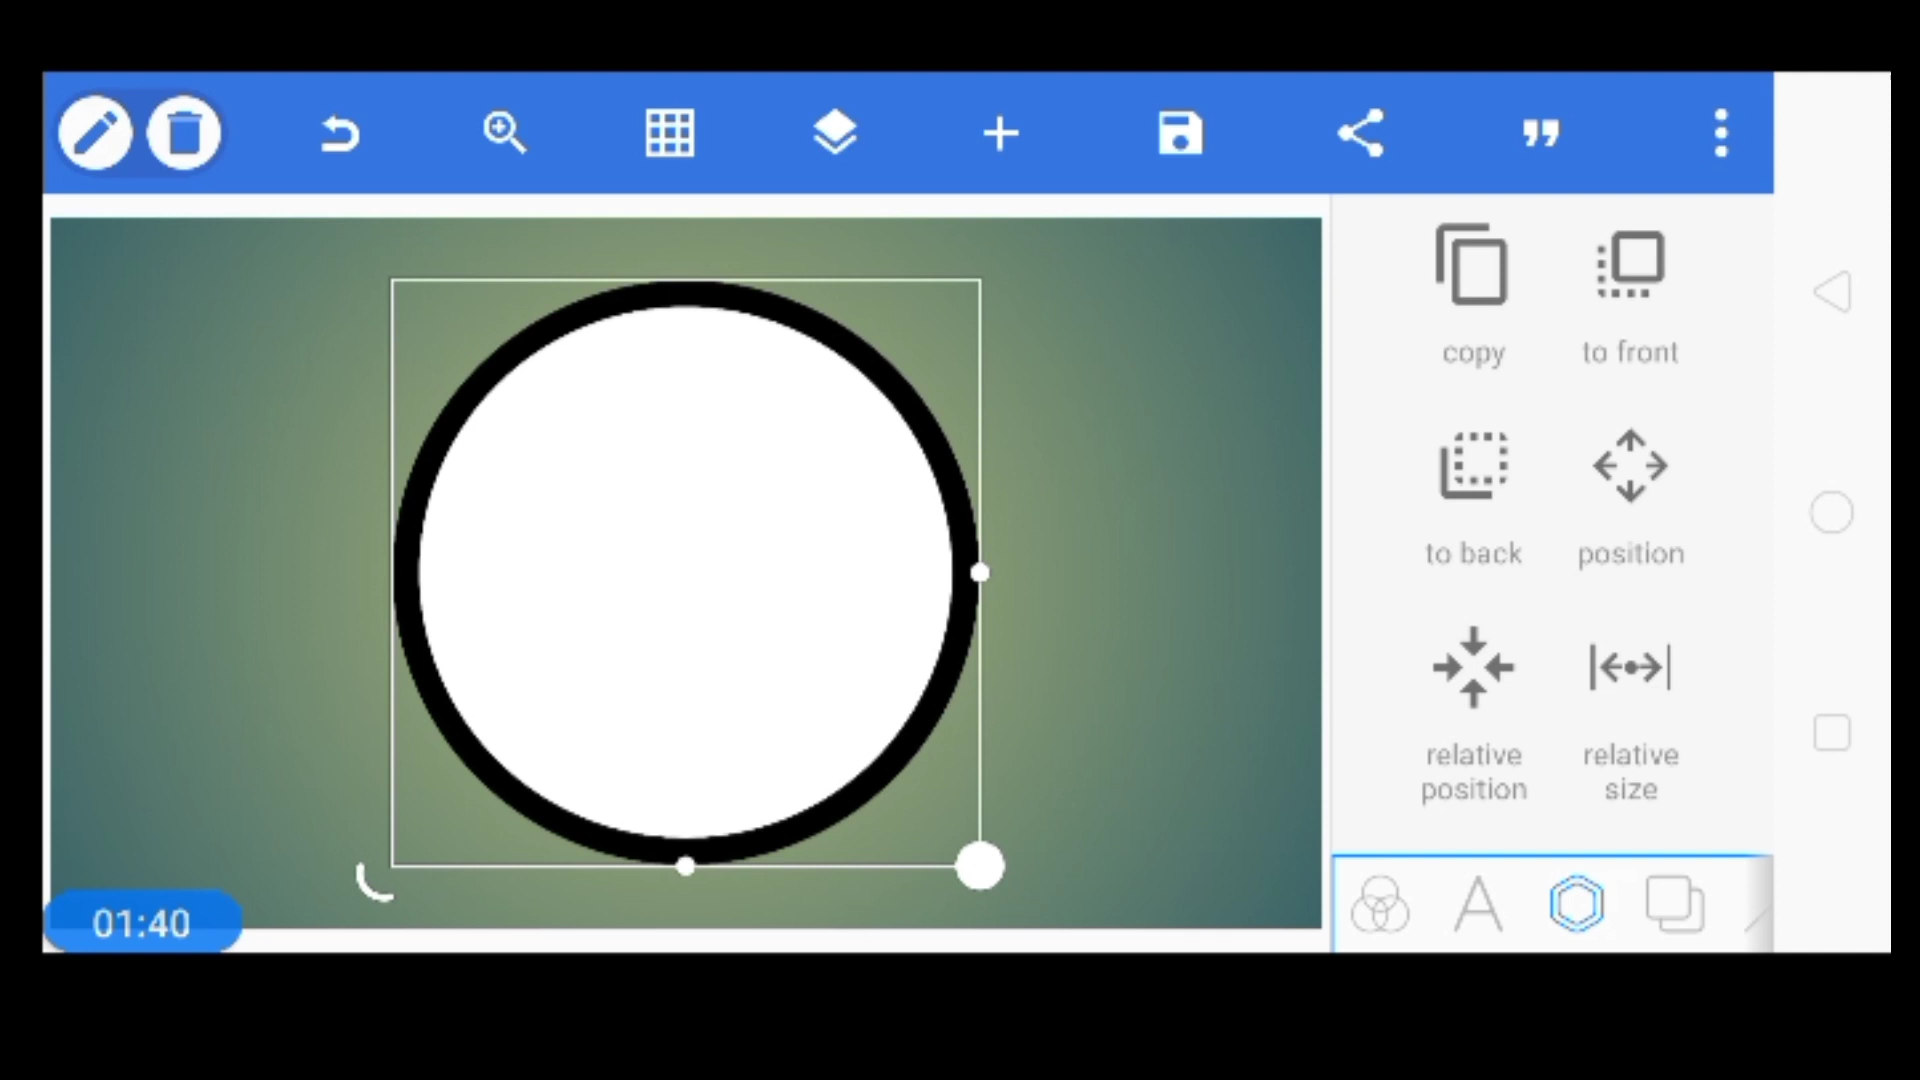 copy
to front
to back
position
relative
position
relative
size
01:40